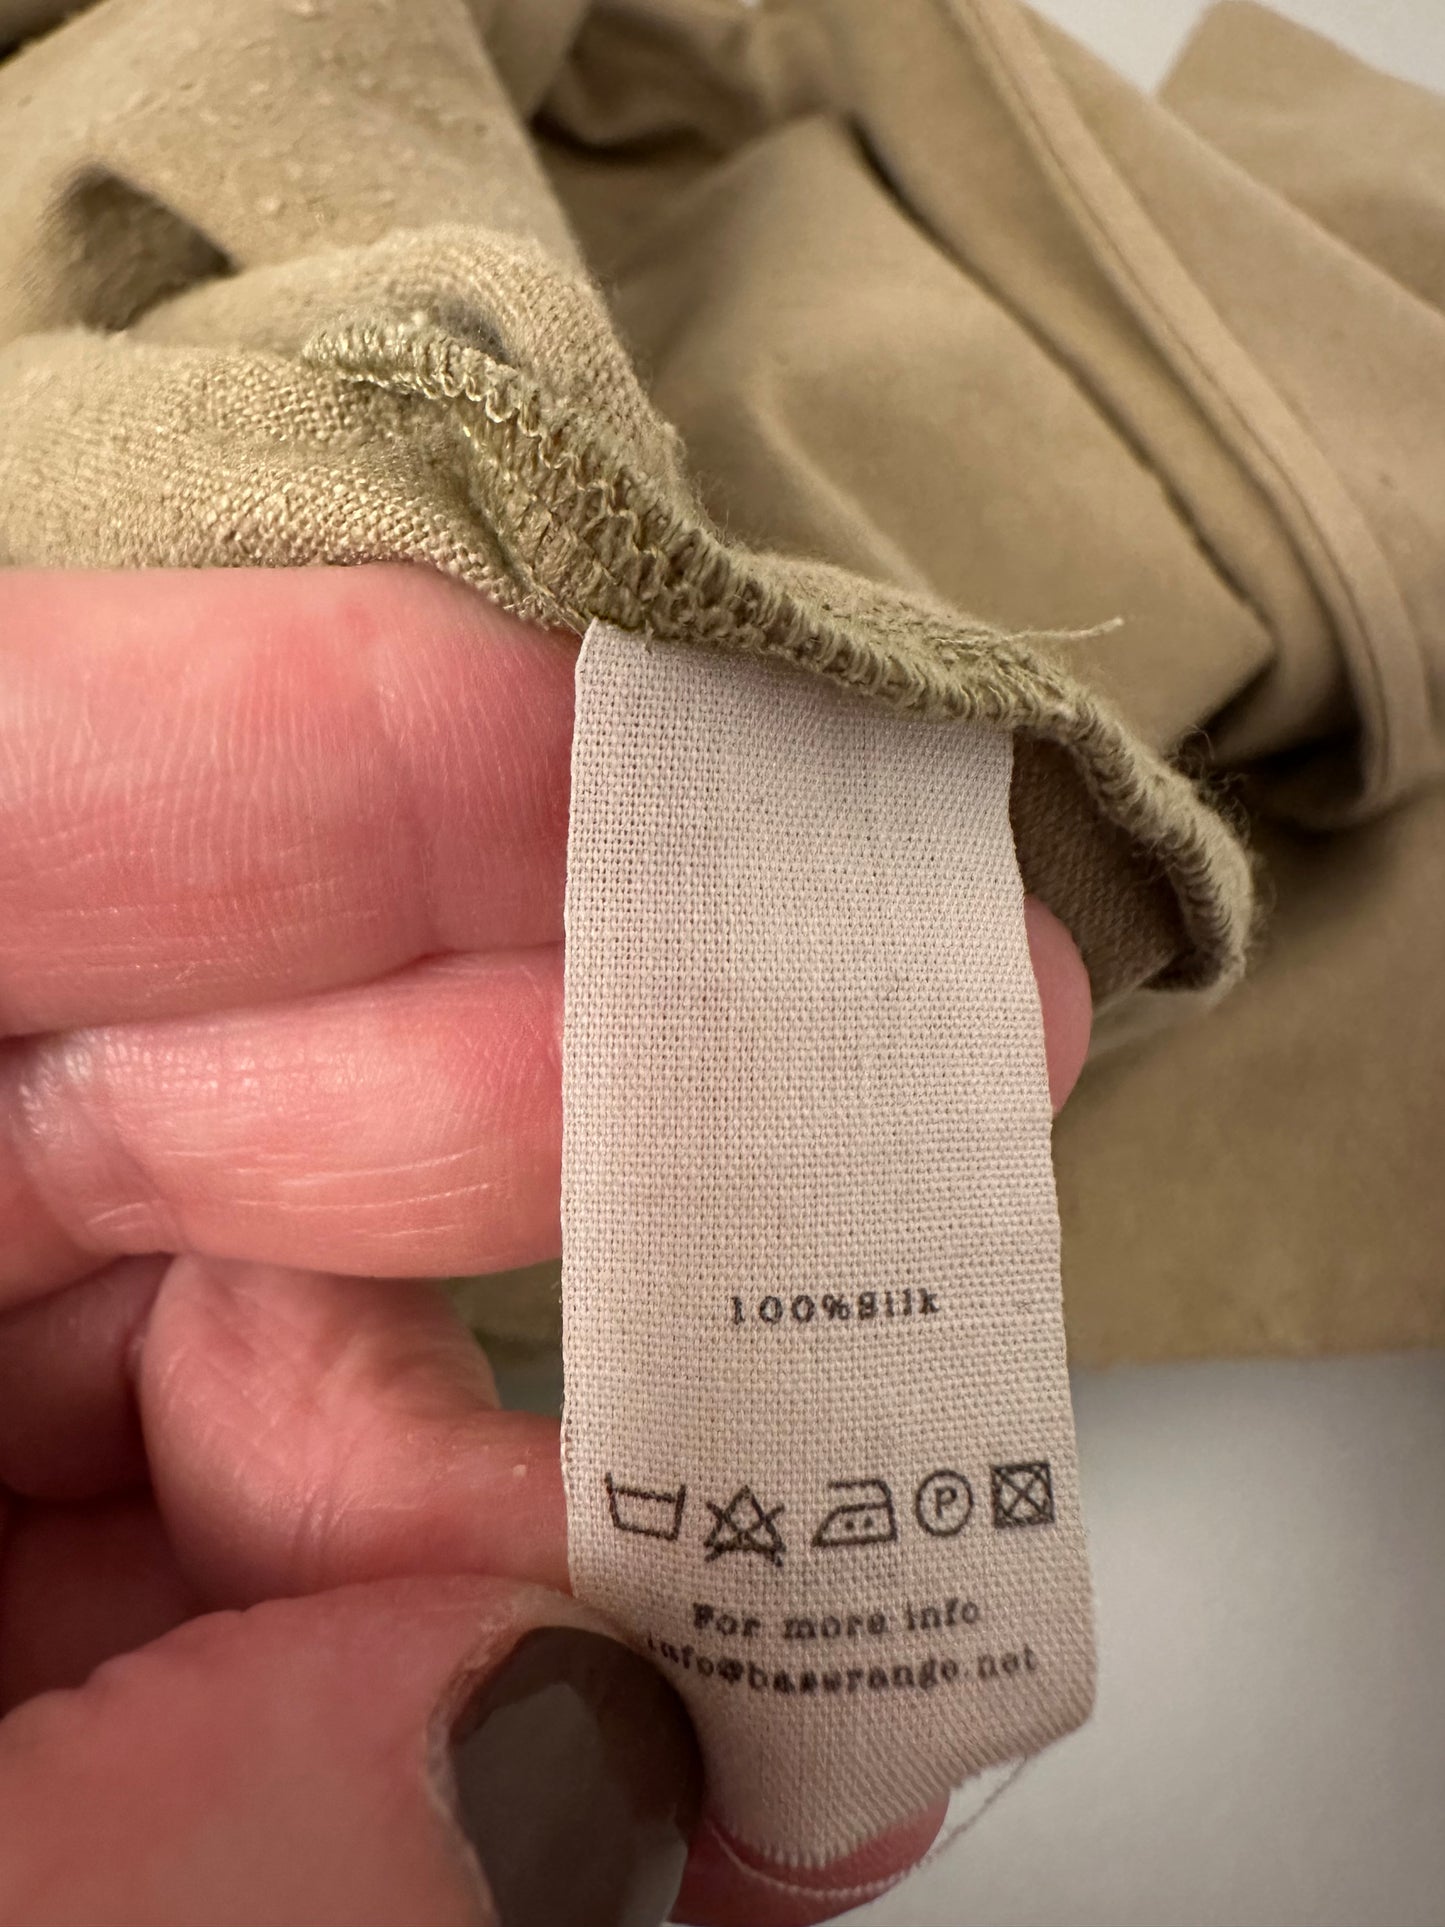 100%Silk
P
For more info
info@baserange.net